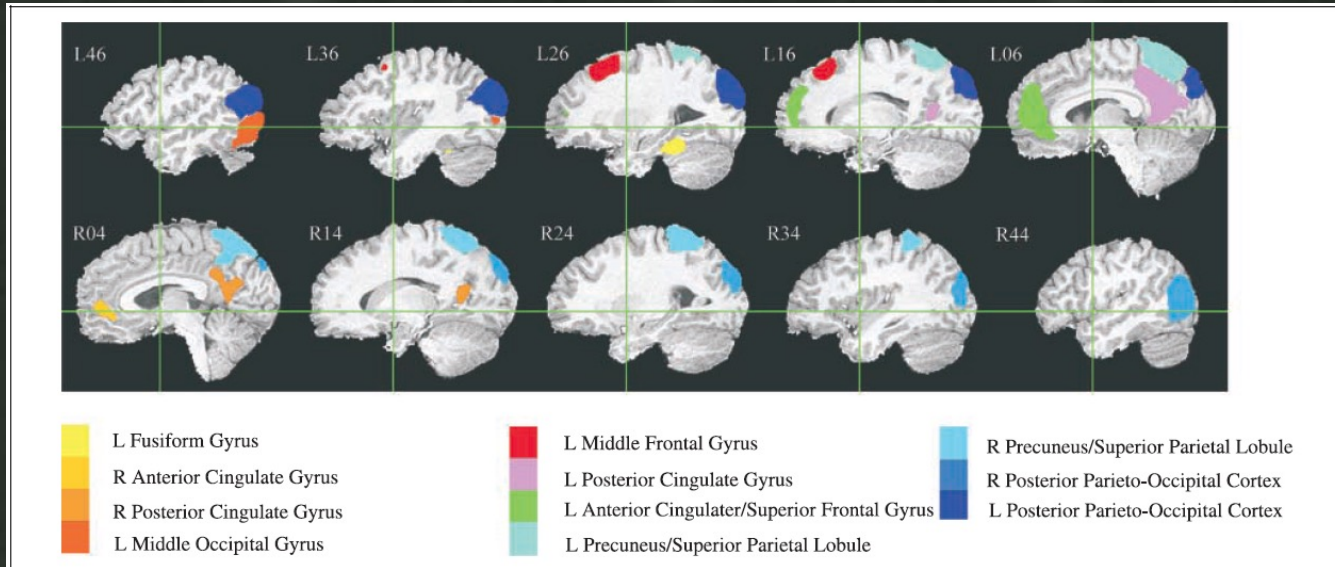 L46
L36
L26
L16
L06
R04
R14
R24
R34
R44
L Fusiform Gyrus
R Anterior Cingulate Gyrus
R Posterior Cingulate Gyrus
L Middle Occipital Gyrus
L Middle Frontal Gyrus
L Posterior Cingulate Gyrus
L Anterior Cingulater/Superior Frontal Gyrus
L Precuneus/Superior Parietal Lobule
R Precuneus/Superior Parietal Lobule
R Posterior Parieto-Occipital Cortex
L Posterior Parieto-Occipital Cortex